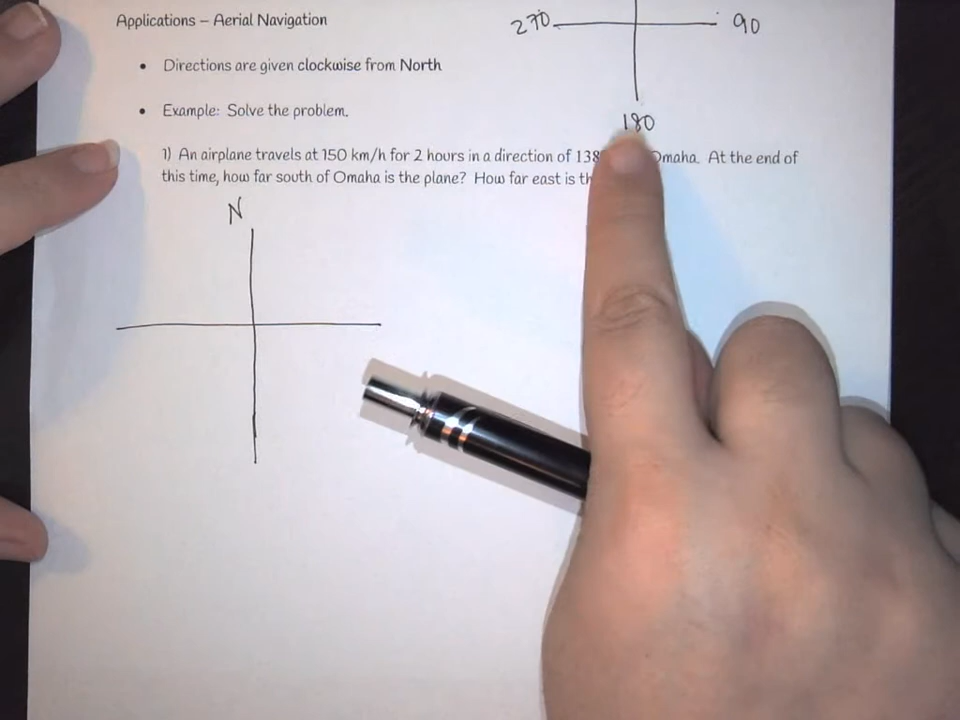 Applications – Aerial Navigation
270 90
• Directions are given clockwise from North
• Example: Solve the problem.
180
1) An airplane travels at 150 km/h for 2 hours in a direction of 138 Omaha. At the end of
this time, how far south of Omaha is the plane? How far east is
N